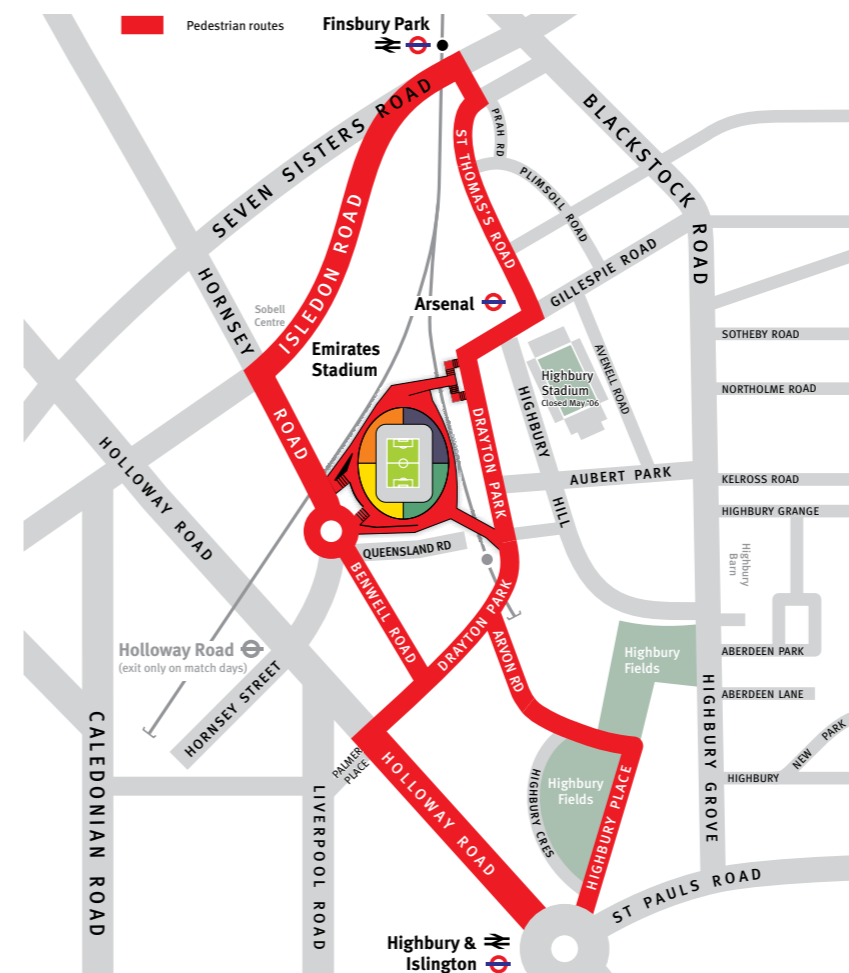 Pedestrian routes
Finsbury Park
SEVEN SISTERS ROAD
BLACKSTOCK ROAD
PRAH RD
ST THOMAS'S ROAD
PLIMSOLL ROAD
ISLEDON ROAD
GILLESPIE ROAD
HORNSEY ROAD
Sobell
Centre
Arsenal
Emirates
Stadium
SOTHEBY ROAD
AVENELL ROAD
Highbury
Stadium
Closed May '06
NORTHOLME ROAD
HIGHBURY HILL
DRAYTON PARK
HOLLOWAY ROAD
AUBERT PARK
KELROSS ROAD
HIGHBURY GRANGE
QUEENSLAND RD
Highbury
Barn
BENWELL ROAD
DRAYTON PARK
ARVON RD
Holloway Road
(exit only on match days)
HORNSEY STREET
Highbury
Fields
ABERDEEN PARK
ABERDEEN LANE
HIGHBURY GROVE
CALEDONIAN ROAD
PALMER
PLACE
HOLLOWAY ROAD
LIVERPOOL ROAD
HIGHBURY CRES
Highbury
Fields
HIGHBURY PLACE
HIGHBURY NEW PARK
ST PAULS ROAD
Highbury &
Islington